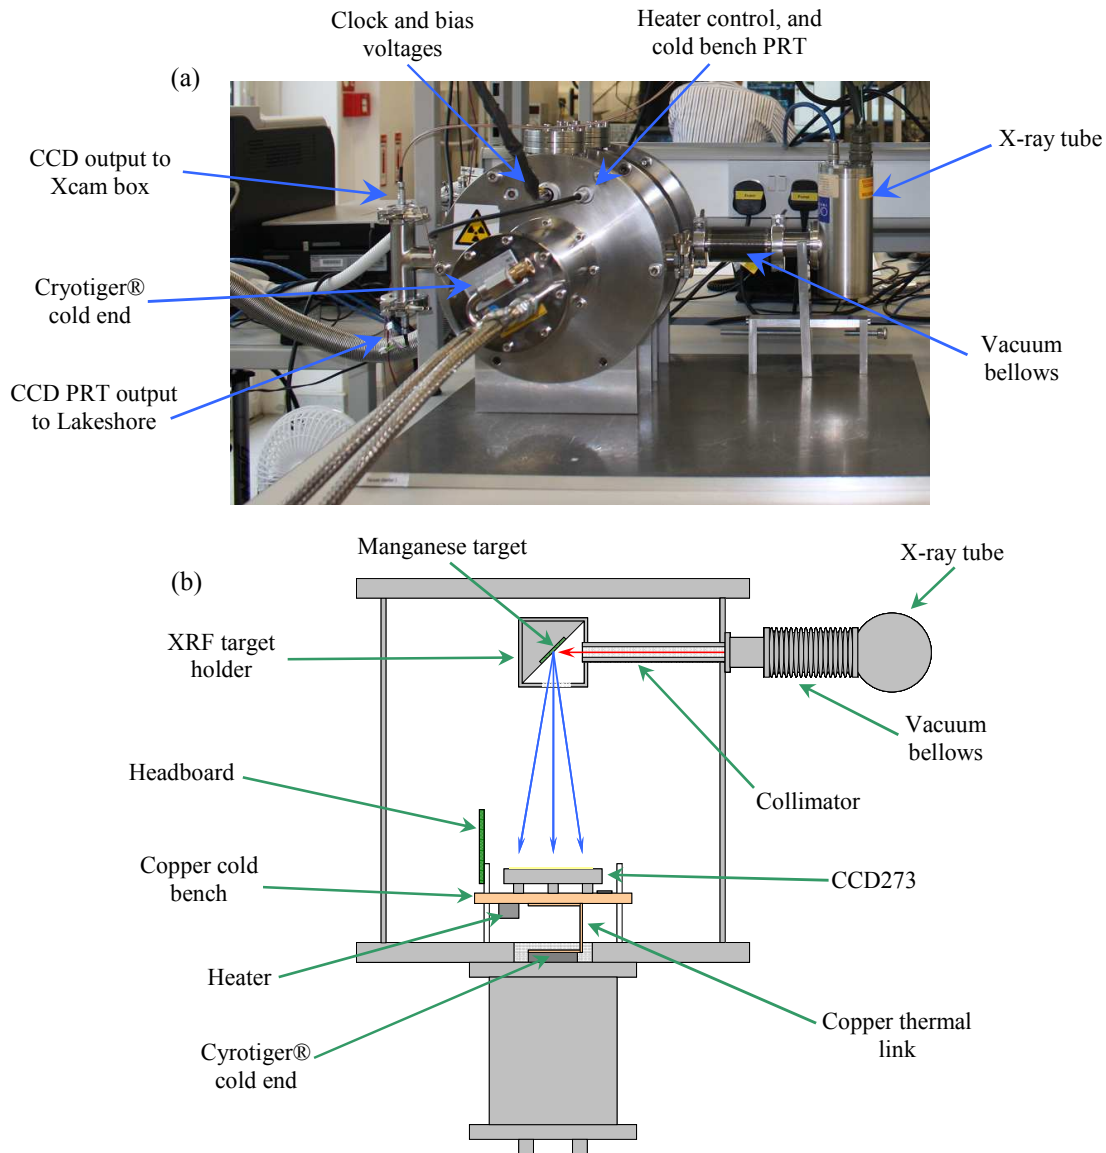 Clock and bias
voltages
Heater control, and
cold bench PRT
(a)
X-ray tube
CCD output to
Xcam box
Cryotiger®
cold end
Vacuum
bellows
CCD PRT output
to Lakeshore
Manganese target
X-ray tube
(b)
XRF target
holder
Vacuum
bellows
Headboard
Collimator
Copper cold
bench
CCD273
Heater
Copper thermal
link
Cyrotiger®
cold end